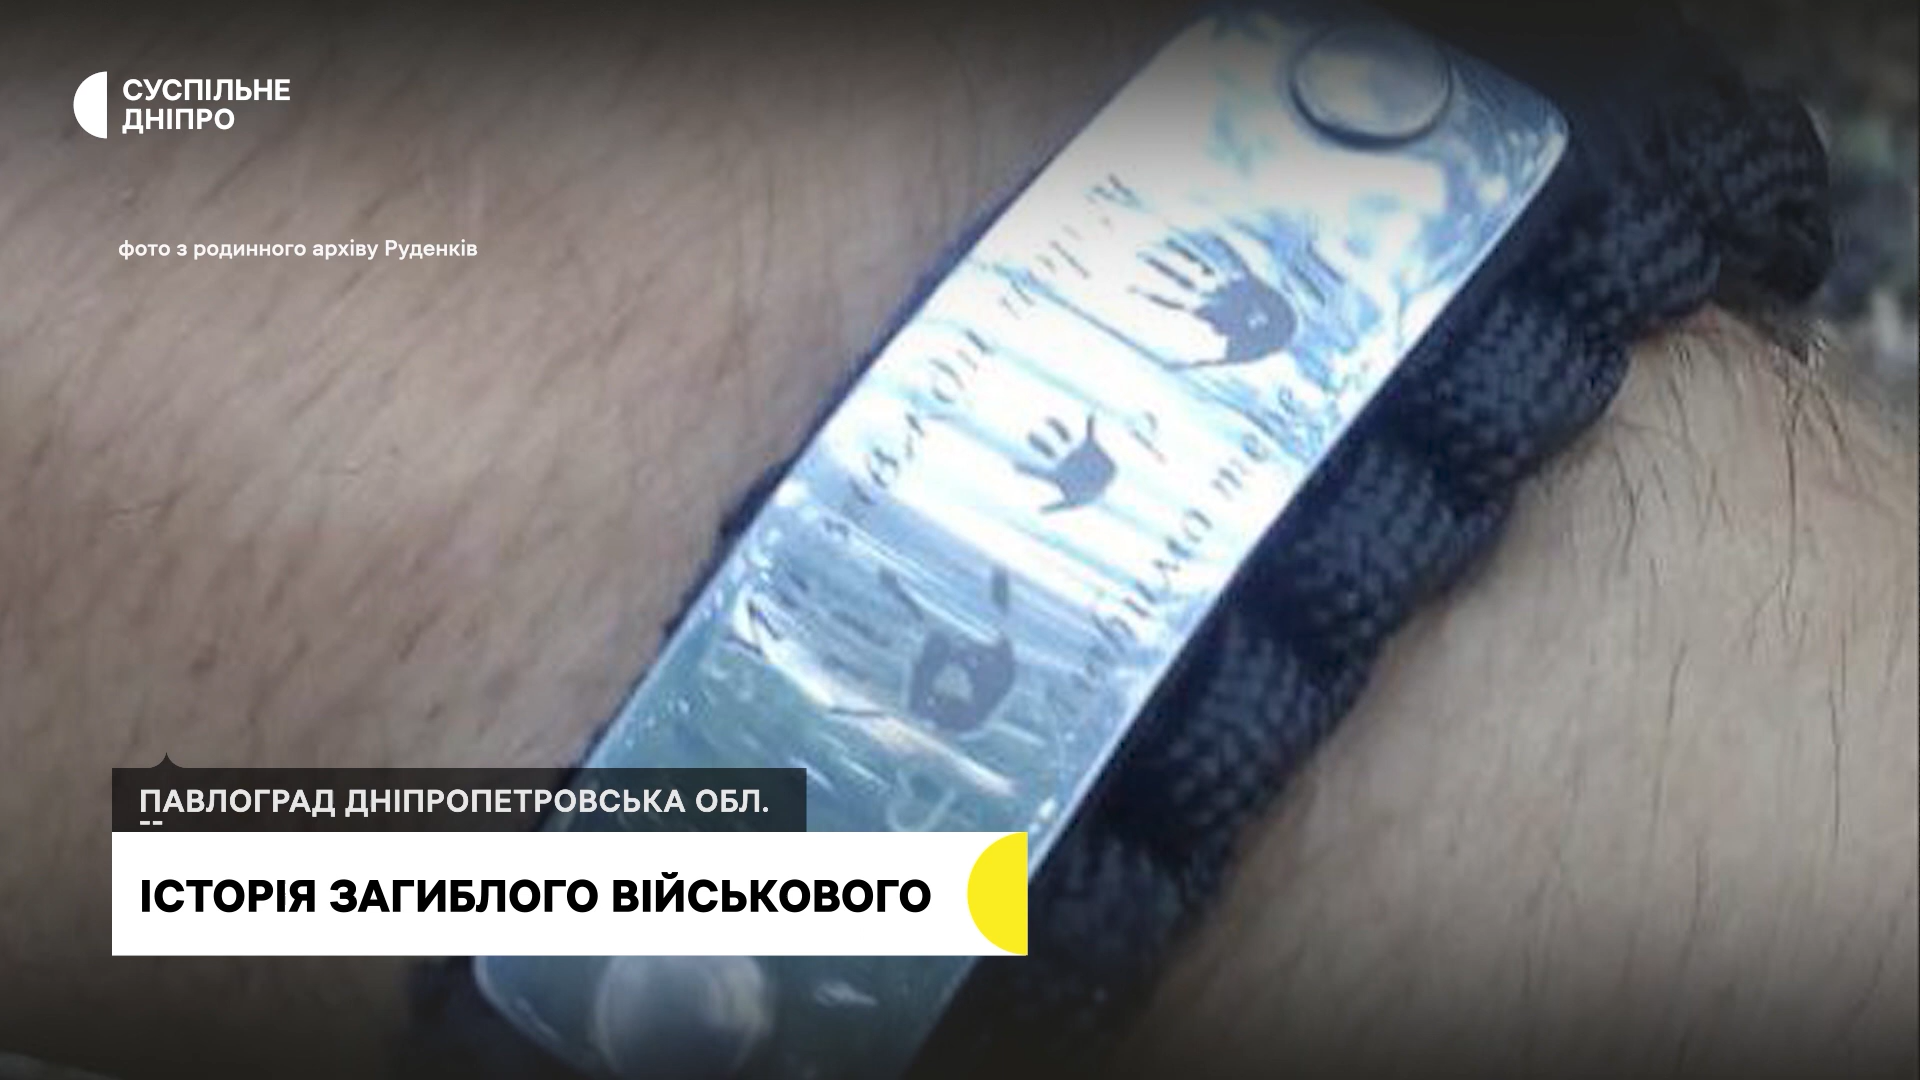 СУСПІЛЬНЕ
ДНІПРО
фото з родинного архіву Руденків
ПАВЛОГРАД ДНІПРОПЕТРОВСЬКА ОБЛ.
ІСТОРІЯ ЗАГИБЛОГО ВІЙСЬКОВОГО